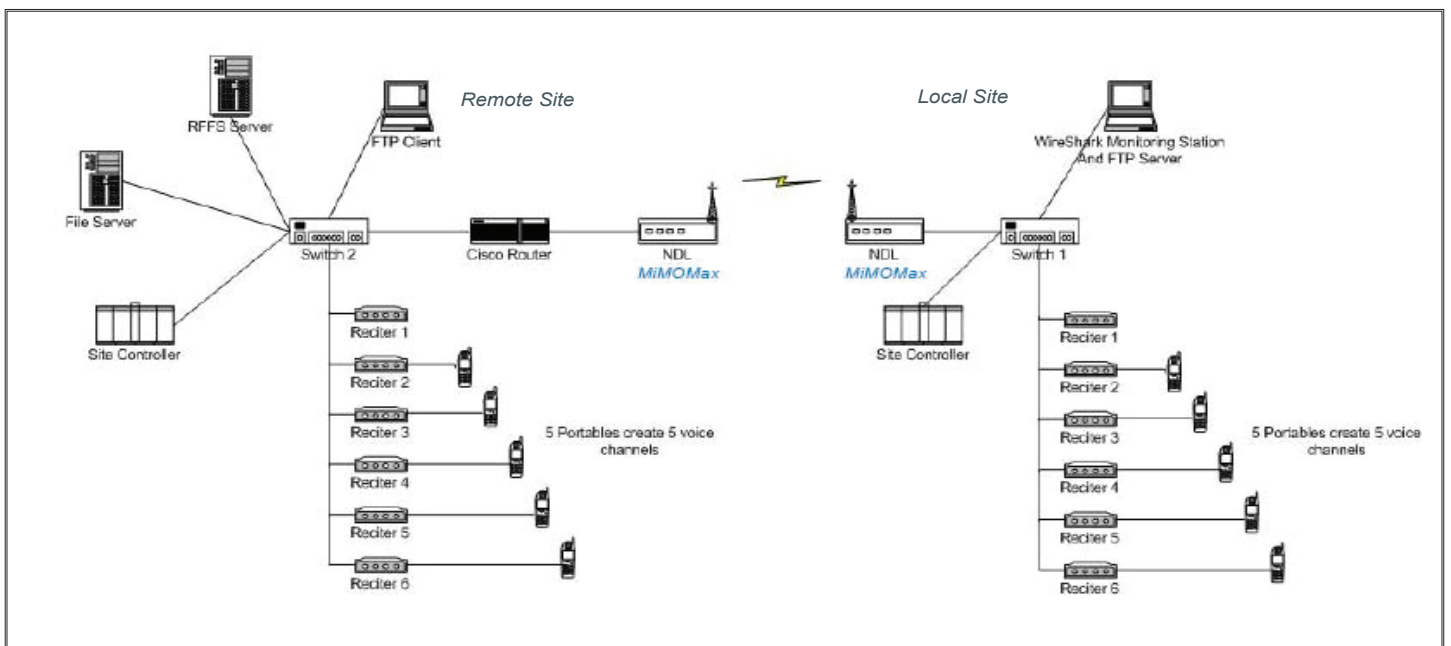 Remote Site
Local Site
RFFS Server
FTP Client
File Server
Switch 2
Cisco Router
NDL
MiMOMax
Site Controller
Reciter 1
Reciter 2
Reciter 3
Reciter 4
Reciter 5
Reciter 6
5 Portables create 5 voice
channels
WireShark Monitoring Station
And FTP Server
NDL
MiMOMax
Switch 1
Site Controller
Reciter 1
Reciter 2
Reciter 3
Reciter 4
Reciter 5
Reciter 6
5 Portables create 5 voice
channels